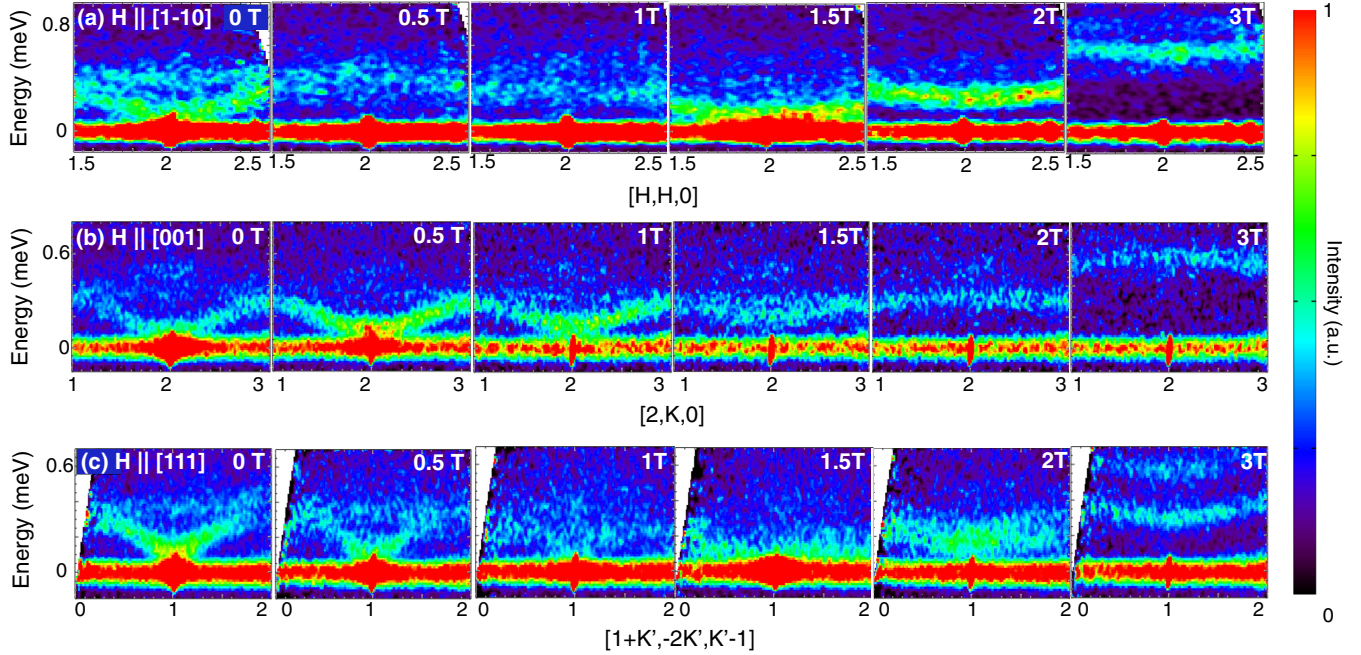 (a) H || [1-10] 0 T 0.5 T 1T 1.5T 2T 3T 1
0.8
Energy (meV)
0
1.5 2 2.5 1.5 2 2.5 1.5 2 2.5 1.5 2 2.5 1.5 2 2.5 1.5 2 2.5
[H,H,0]
(b) H || [001] 0 T 0.5 T 1T 1.5T 2T 3T
0.6
Energy (meV)
0
Intensity (a.u.)
1 2 3 1 2 3 1 2 3 1 2 3 1 2 3 1 2 3
[2,K,0]
(c) H || [111] 0 T 0.5 T 1T 1.5T 2T 3T
0.6
Energy (meV)
0
0 1 2 0 1 2 0 1 2 0 1 2 0 1 2 0 1 2 0
[1+K',-2K',K'-1]